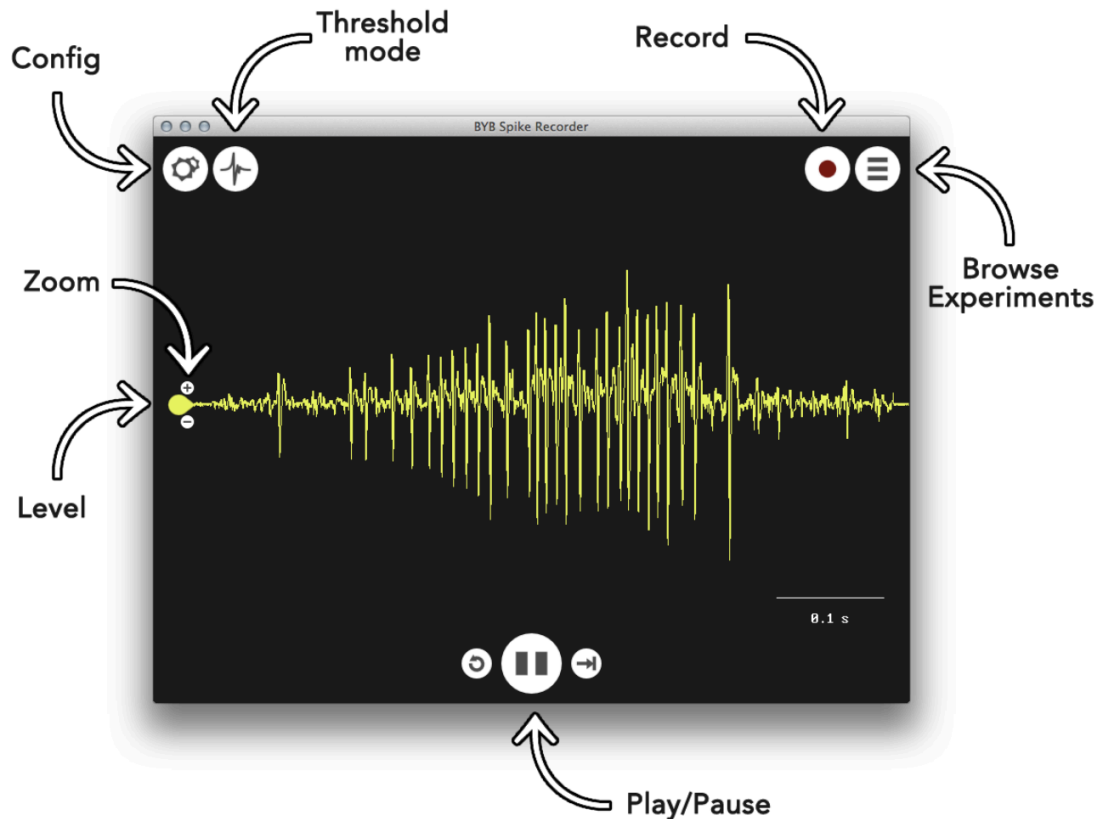 Threshold
mode
Record
Config
BYB Spike Recorder
Zoom
Browse
Experiments
Level
0.1 s
Play/Pause